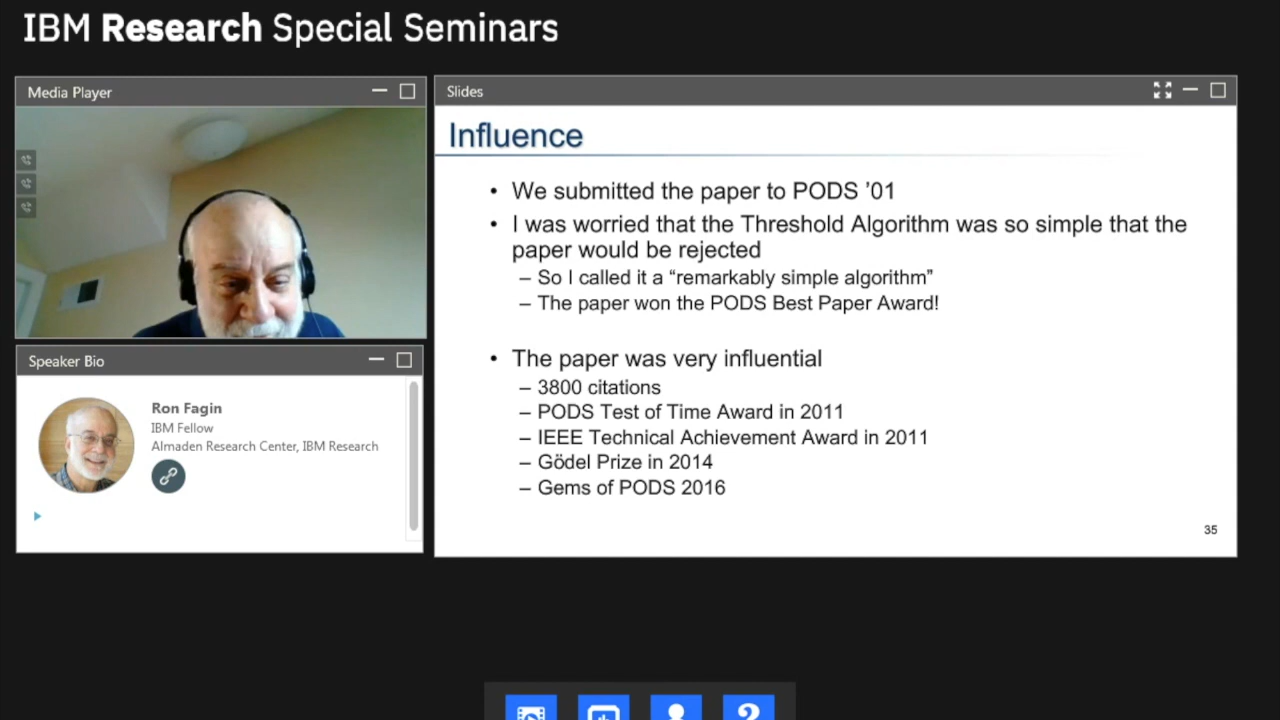 IBM Research Special Seminars
Media Player
Slides
Influence
• We submitted the paper to PODS ’01
• I was worried that the Threshold Algorithm was so simple that the
paper would be rejected
– So I called it a “remarkably simple algorithm”
– The paper won the PODS Best Paper Award!
• The paper was very influential
– 3800 citations
– PODS Test of Time Award in 2011
– IEEE Technical Achievement Award in 2011
– Gödel Prize in 2014
– Gems of PODS 2016
35
Speaker Bio
Ron Fagin
IBM Fellow
Almaden Research Center, IBM Research
?